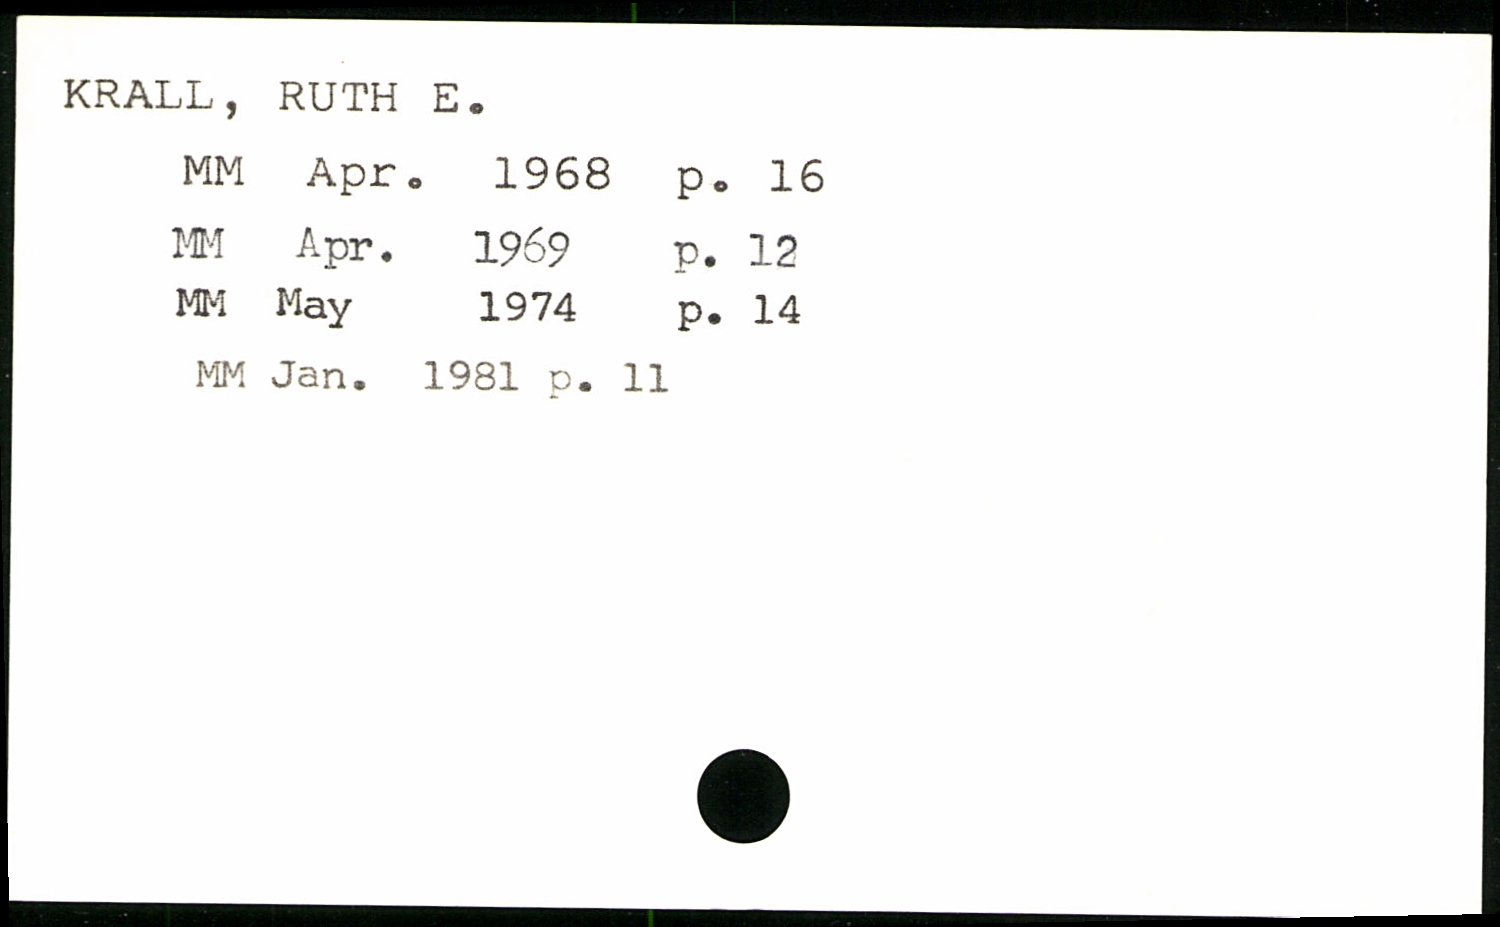 KRALL, RUTH E.
MM Apr. 1968 p. 16
MM Apr. 1969 p. 12
MM May 1974 p. 14
MM Jan. 1981 p. 11